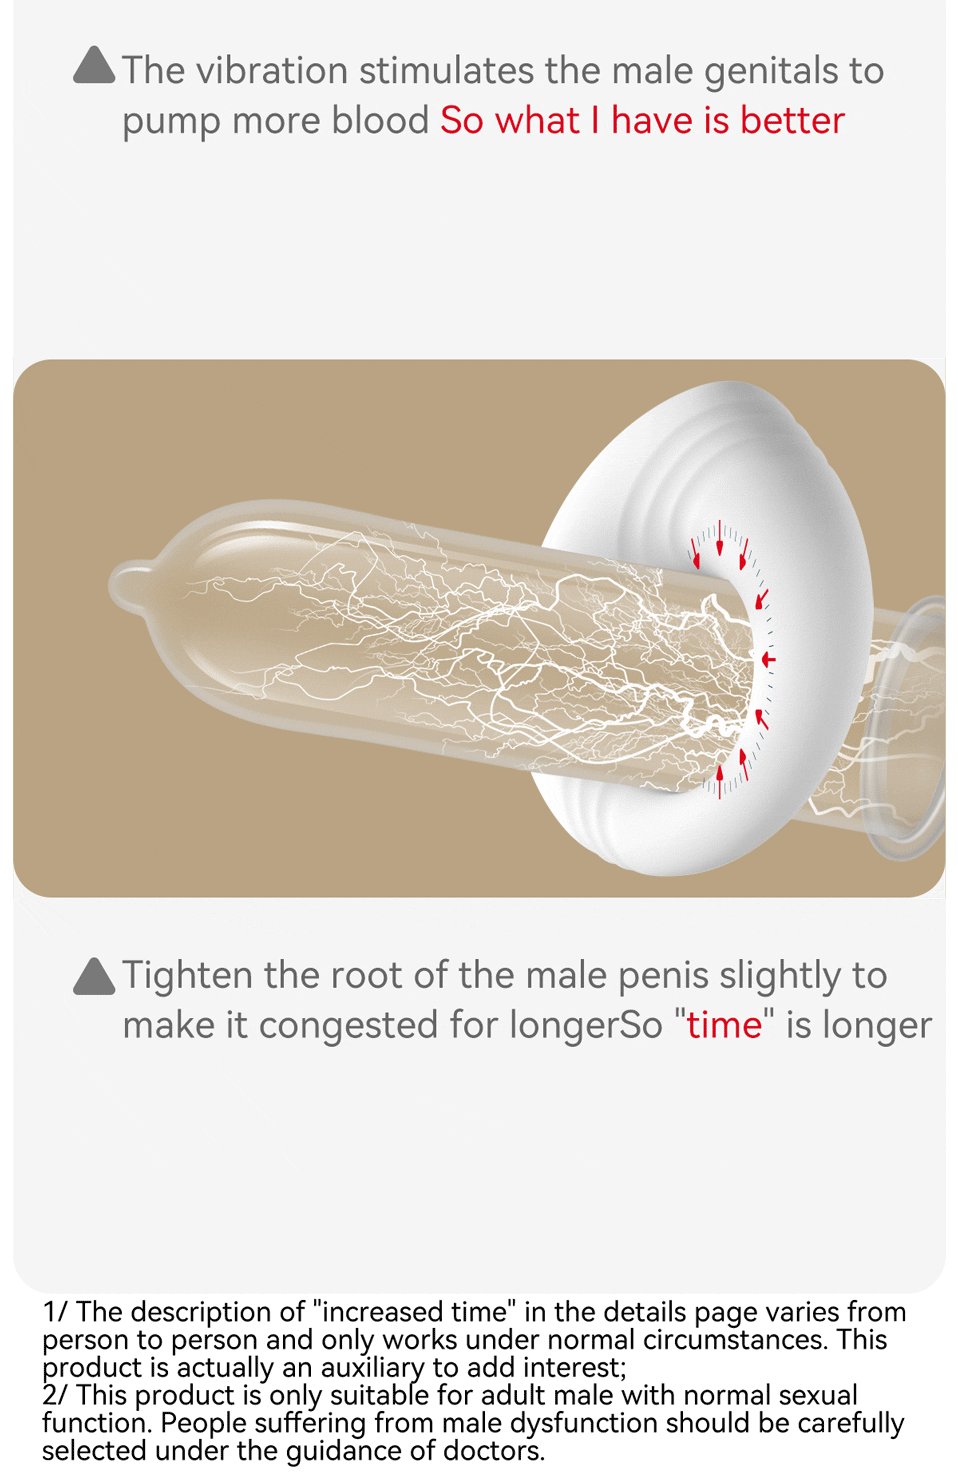 The vibration stimulates the male genitals to
pump more blood So what I have is better
Tighten the root of the male penis slightly to
make it congested for longerSo "time" is longer
1/ The description of "increased time" in the details page varies from
person to person and only works under normal circumstances. This
product is actually an auxiliary to add interest;
2/ This product is only suitable for adult male with normal sexual
function. People suffering from male dysfunction should be carefully
selected under the guidance of doctors.